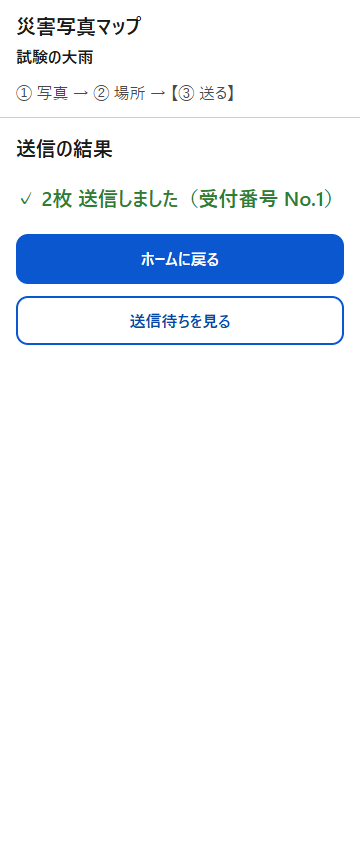 災害写真マップ
試験の大雨
① 写真 → ② 場所 → 【③ 送る】
送信の結果
✓ 2枚 送信しました（受付番号 No.1）
ホームに戻る
送信待ちを見る